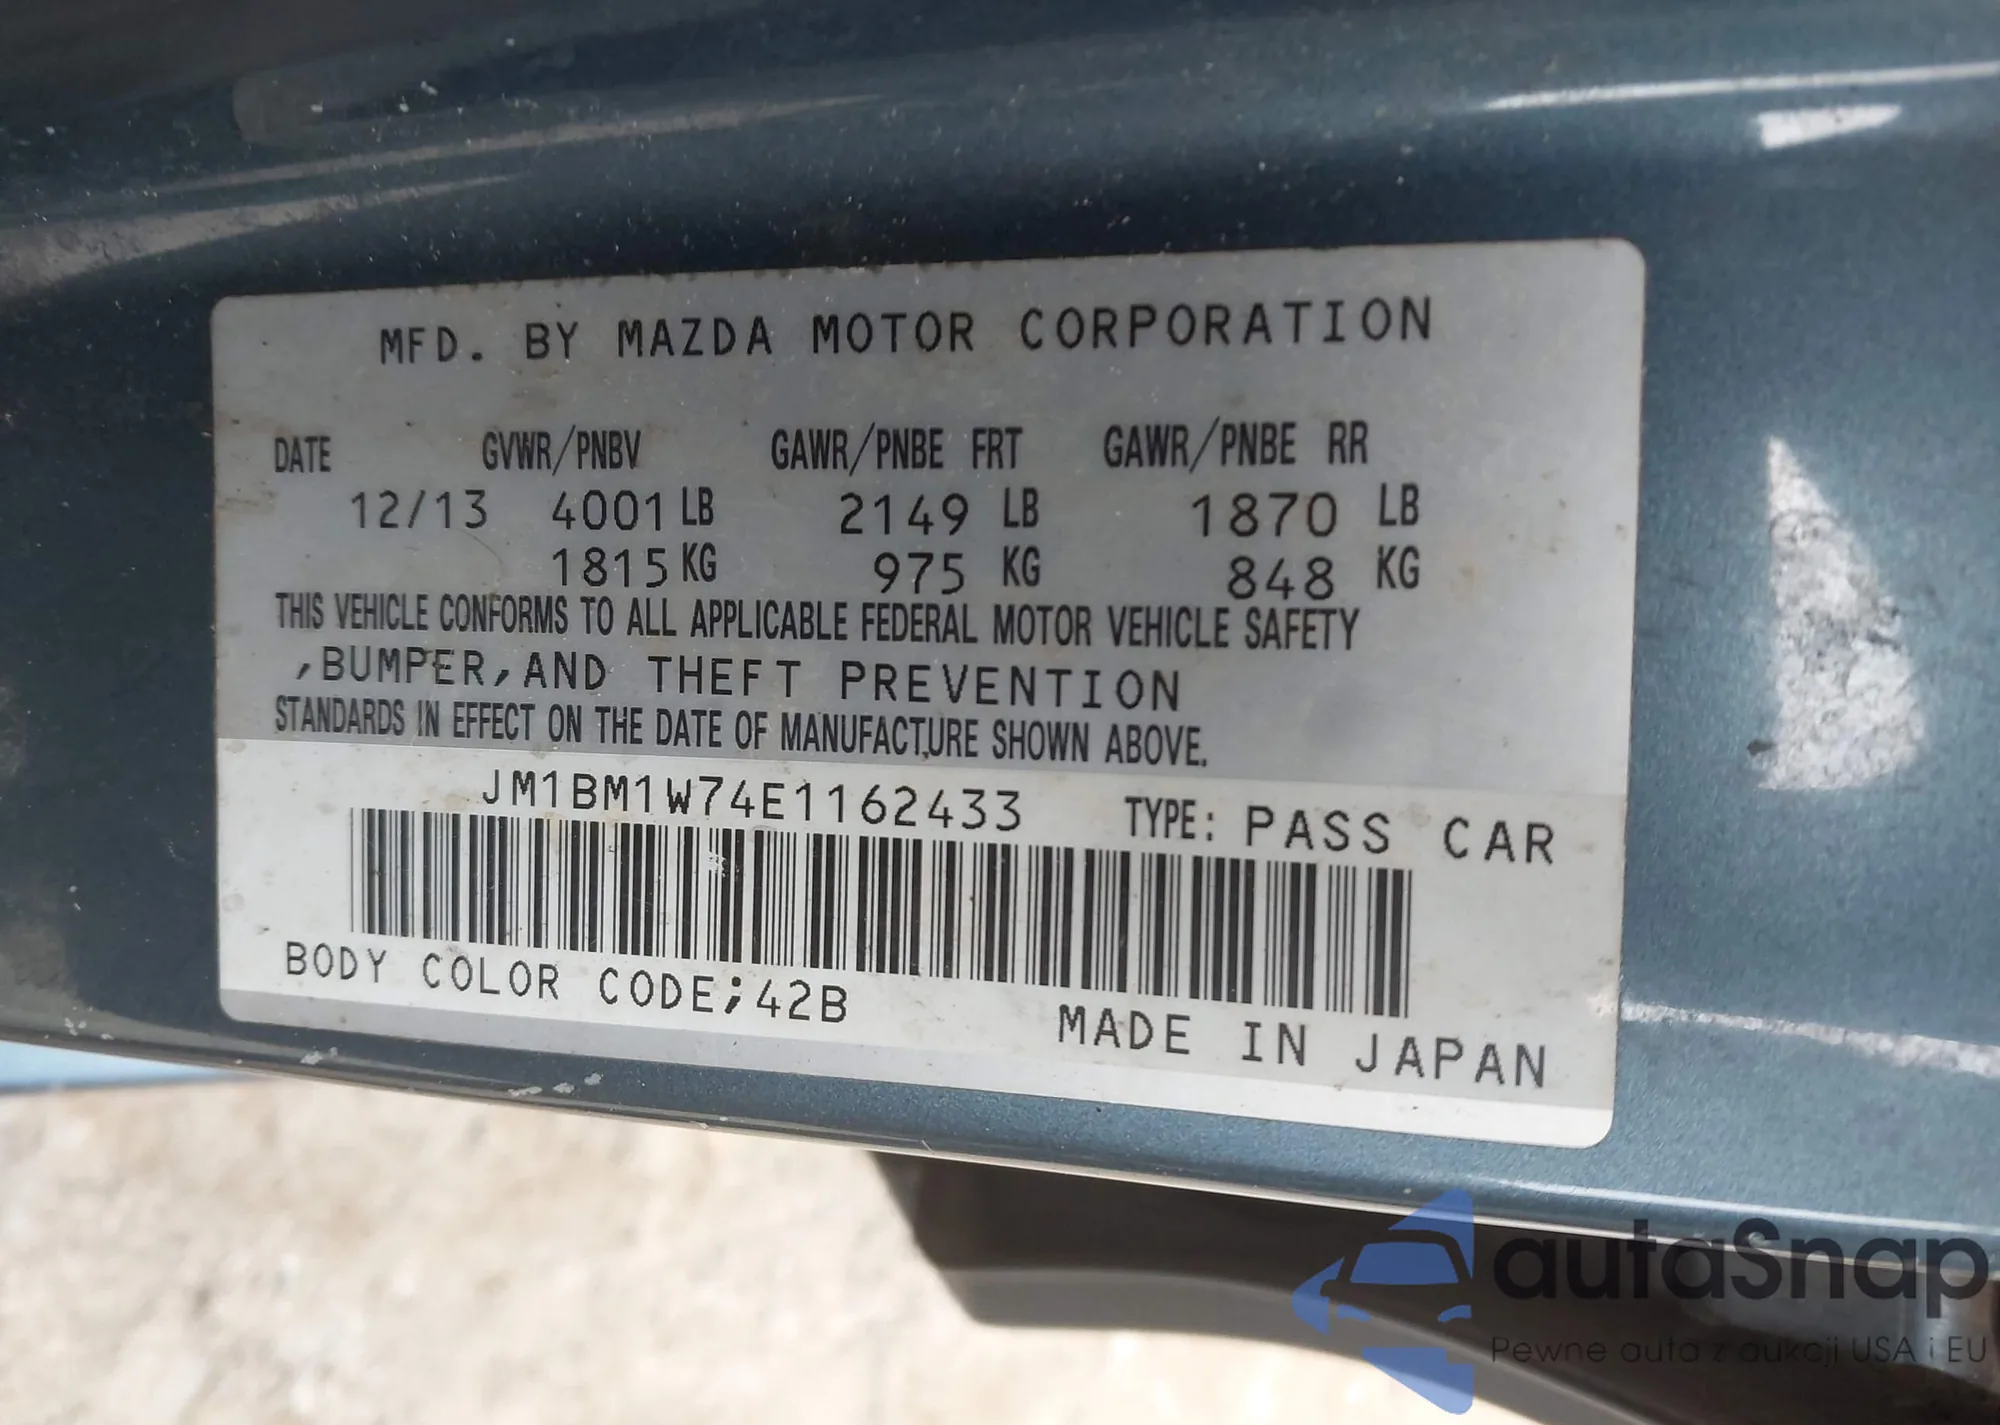 MFD. BY MAZDA MOTOR CORPORATION
DATE GVWR/PNBV GAWR/PNBE FRT GAWR/PNBE RR
12/13 4001 LB 2149 LB 1870 LB
1815 KG 975 KG 848 KG
THIS VEHICLE CONFORMS TO ALL APPLICABLE FEDERAL MOTOR VEHICLE SAFETY
,BUMPER,AND THEFT PREVENTION
STANDARDS IN EFFECT ON THE DATE OF MANUFACTURE SHOWN ABOVE.
JM1BM1W74E1162433 TYPE: PASS CAR
BODY COLOR CODE;42B
MADE IN JAPAN
autaSnap
Pewne auta z aukcji USA i EU